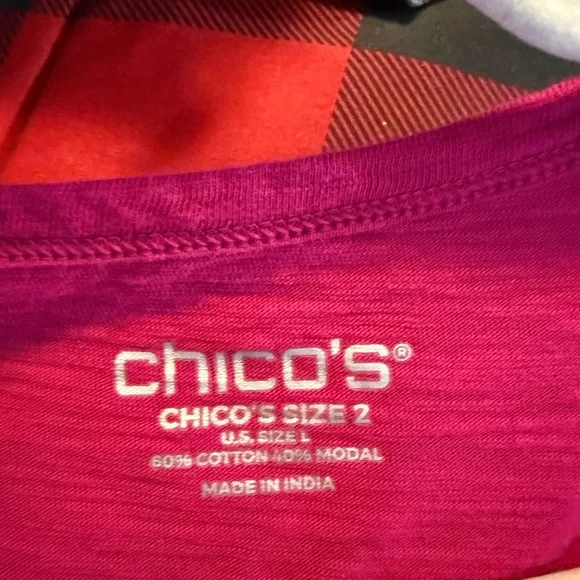 chico's®
CHICO'S SIZE 2
U.S. SIZE L
60% COTTON 40% MODAL
MADE IN INDIA